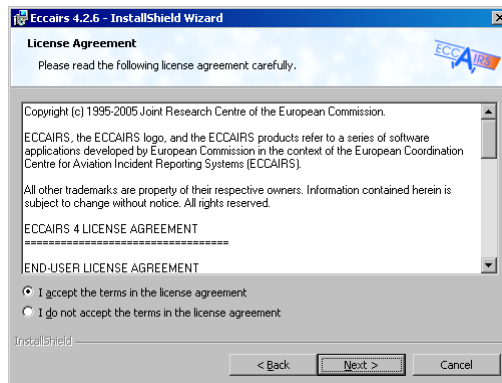 Eccairs 4.2.6 - InstallShield Wizard
License Agreement
Please read the following license agreement carefully.
ECCAIRS
Copyright (c) 1995-2005 Joint Research Centre of the European Commission.
ECCAIRS, the ECCAIRS logo, and the ECCAIRS products refer to a series of software
applications developed by European Commission in the context of the European Coordination
Centre for Aviation Incident Reporting Systems (ECCAIRS).
All other trademarks are property of their respective owners. Information contained herein is
subject to change without notice. All rights reserved.
ECCAIRS 4 LICENSE AGREEMENT
==================================
END-USER LICENSE AGREEMENT
I accept the terms in the license agreement
I do not accept the terms in the license agreement
InstallShield
< Back
Next >
Cancel